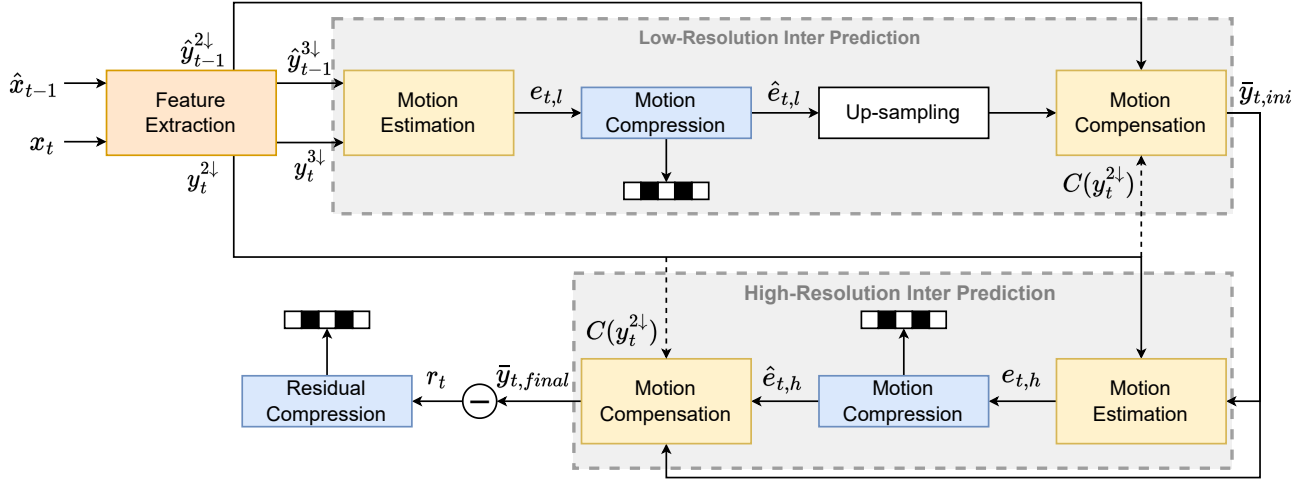 Low-Resolution Inter Prediction
ŷ_{t-1}^{2↓}
ŷ_{t-1}^{3↓}
x̂_{t-1}
x_t
Feature
Extraction
y_t^{2↓}
y_t^{3↓}
Motion
Estimation
e_{t,l}
Motion
Compression
ê_{t,l}
Up-sampling
Motion
Compensation
ȳ_{t,ini}
C(y_t^{2↓})
High-Resolution Inter Prediction
C(y_t^{2↓})
Residual
Compression
r_t
−
ȳ_{t,final}
Motion
Compensation
ê_{t,h}
Motion
Compression
e_{t,h}
Motion
Estimation